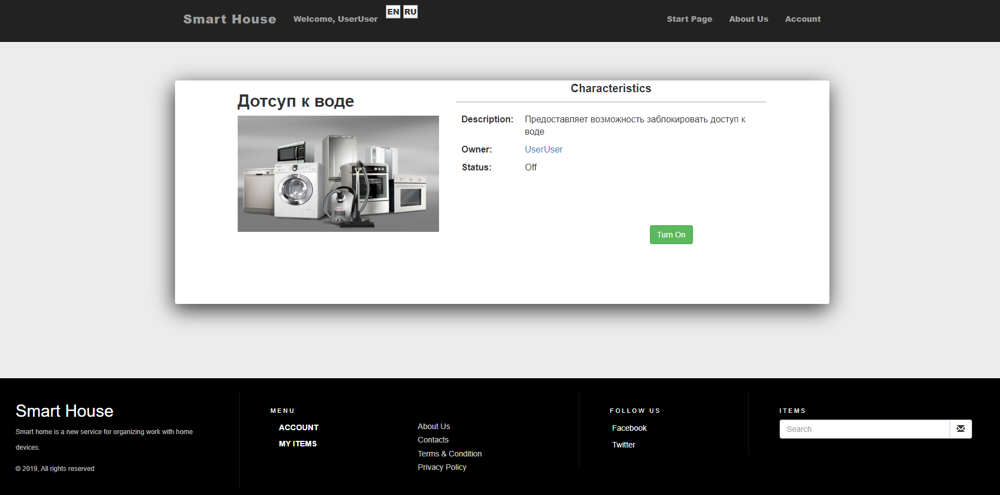 Smart House
Welcome, UserUser
EN RU
Start Page
About Us
Account
Дотсуп к воде
Characteristics
Description: Предоставляет возможность заблокировать доступ к
воде
Owner: UserUser
Status: Off
Turn On
Smart House
Smart home is a new service for organizing work with home
devices.
© 2019, All rights reserved
MENU
ACCOUNT
MY ITEMS
About Us
Contacts
Terms & Condition
Privacy Policy
FOLLOW US
Facebook
Twitter
ITEMS
Search